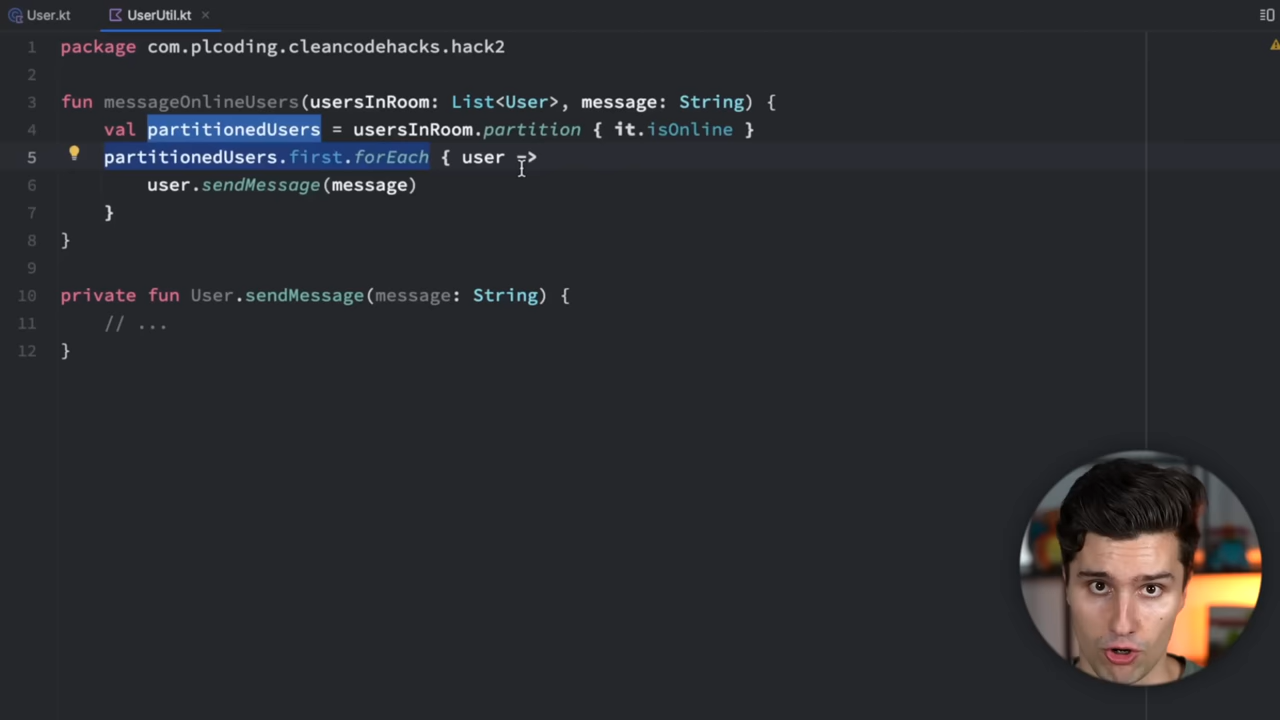 User.kt UserUtil.kt
1 package com.plcoding.cleancodehacks.hack2
2
3 fun messageOnlineUsers(usersInRoom: List<User>, message: String) {
4 val partitionedUsers = usersInRoom.partition { it.isOnline }
5 partitionedUsers.first.forEach { user ->
6 user.sendMessage(message)
7 }
8 }
9
10 private fun User.sendMessage(message: String) {
11 // ...
12 }